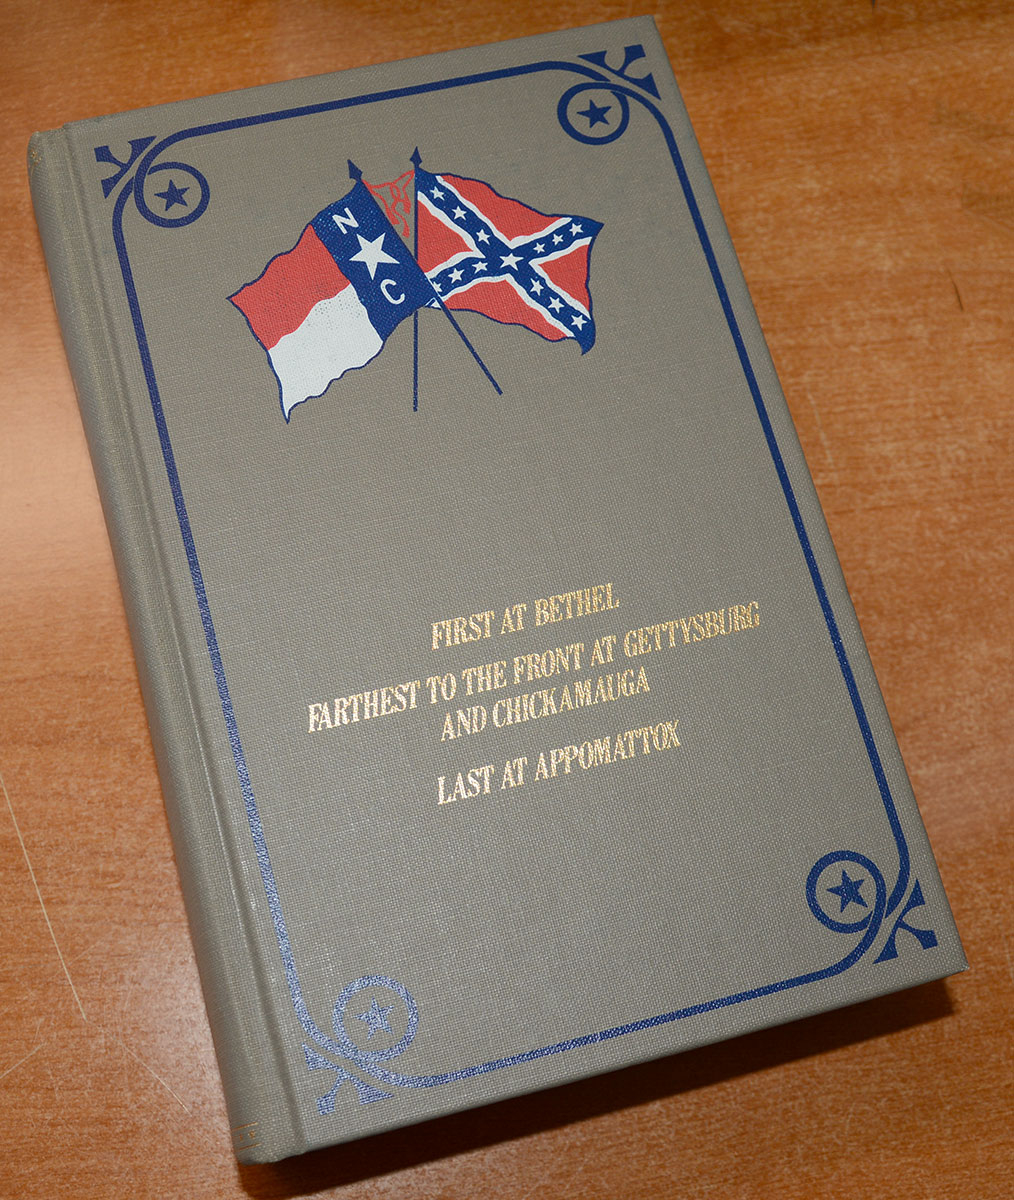 N
C
FIRST AT BETHEL
FARTHEST TO THE FRONT AT GETTYSBURG
AND CHICKAMAUGA
LAST AT APPOMATTOX